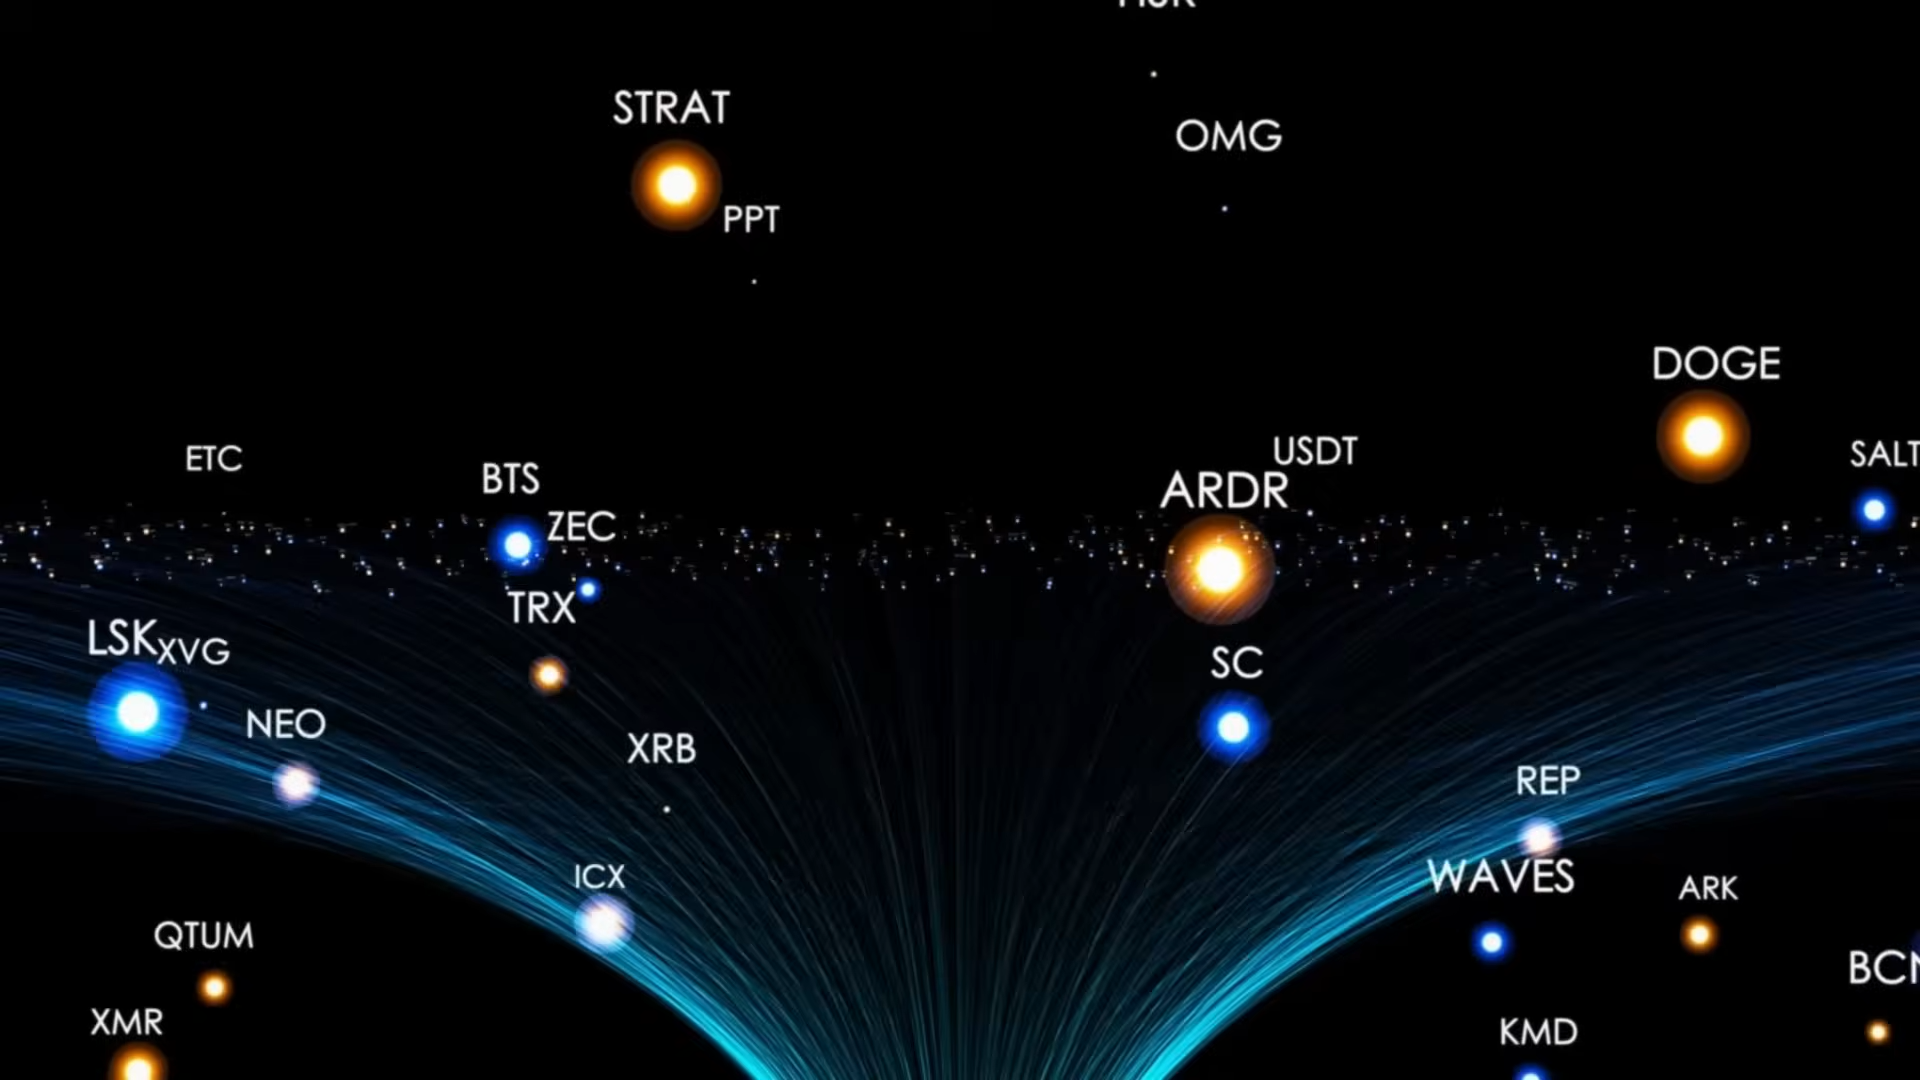 STRAT
OMG
PPT
DOGE
ETC
USDT
SALT
BTS
ARDR
ZEC
TRX
LSK
XVG
SC
NEO
XRB
REP
ICX
WAVES
ARK
QTUM
BCN
XMR
KMD